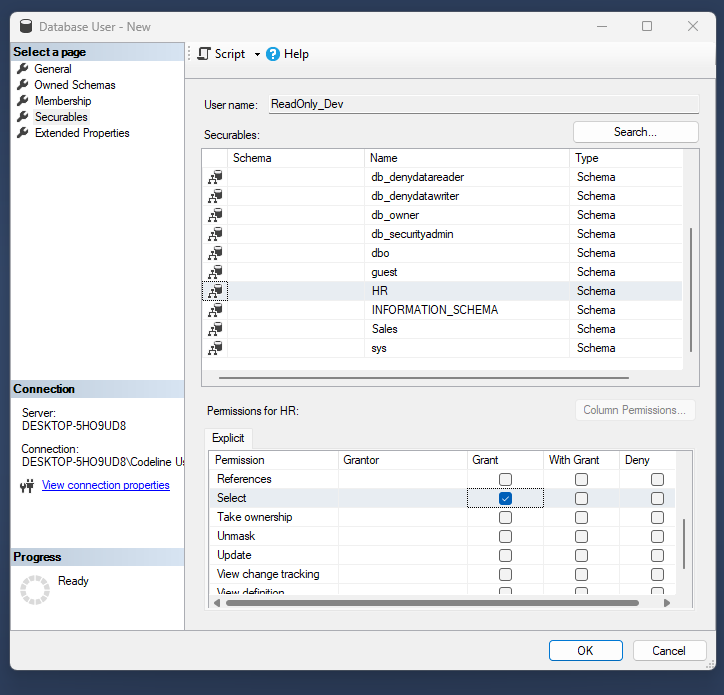 Database User - New
Select a page
General
Owned Schemas
Membership
Securables
Extended Properties
Connection
Server:
DESKTOP-5HO9UD8
Connection:
DESKTOP-5HO9UD8\Codeline Us
View connection properties
Progress
Ready
Script Help
User name: ReadOnly_Dev
Securables: Search...
Schema Name Type
db_denydatareader Schema
db_denydatawriter Schema
db_owner Schema
db_securityadmin Schema
dbo Schema
guest Schema
HR Schema
INFORMATION_SCHEMA Schema
Sales Schema
sys Schema
Permissions for HR: Column Permissions...
Explicit
Permission Grantor Grant With Grant Deny
References
Select
Take ownership
Unmask
Update
View change tracking
View definition
OK Cancel